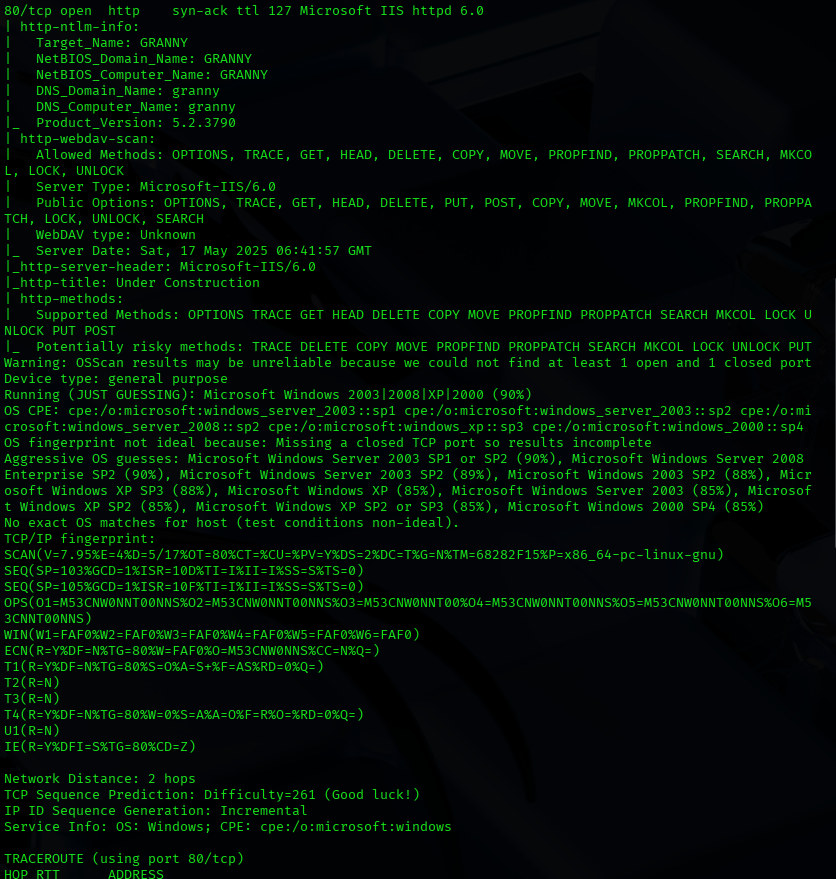 80/tcp open  http    syn-ack ttl 127 Microsoft IIS httpd 6.0
| http-ntlm-info:
|   Target_Name: GRANNY
|   NetBIOS_Domain_Name: GRANNY
|   NetBIOS_Computer_Name: GRANNY
|   DNS_Domain_Name: granny
|   DNS_Computer_Name: granny
|_  Product_Version: 5.2.3790
| http-webdav-scan:
|   Allowed Methods: OPTIONS, TRACE, GET, HEAD, DELETE, COPY, MOVE, PROPFIND, PROPPATCH, SEARCH, MKCO
L, LOCK, UNLOCK
|   Server Type: Microsoft-IIS/6.0
|   Public Options: OPTIONS, TRACE, GET, HEAD, DELETE, PUT, POST, COPY, MOVE, MKCOL, PROPFIND, PROPPA
TCH, LOCK, UNLOCK, SEARCH
|   WebDAV type: Unknown
|_  Server Date: Sat, 17 May 2025 06:41:57 GMT
|_http-server-header: Microsoft-IIS/6.0
|_http-title: Under Construction
| http-methods:
|   Supported Methods: OPTIONS TRACE GET HEAD DELETE COPY MOVE PROPFIND PROPPATCH SEARCH MKCOL LOCK U
NLOCK PUT POST
|_  Potentially risky methods: TRACE DELETE COPY MOVE PROPFIND PROPPATCH SEARCH MKCOL LOCK UNLOCK PUT
Warning: OSScan results may be unreliable because we could not find at least 1 open and 1 closed port
Device type: general purpose
Running (JUST GUESSING): Microsoft Windows 2003|2008|XP|2000 (90%)
OS CPE: cpe:/o:microsoft:windows_server_2003::sp1 cpe:/o:microsoft:windows_server_2003::sp2 cpe:/o:mi
crosoft:windows_server_2008::sp2 cpe:/o:microsoft:windows_xp::sp3 cpe:/o:microsoft:windows_2000::sp4
OS fingerprint not ideal because: Missing a closed TCP port so results incomplete
Aggressive OS guesses: Microsoft Windows Server 2003 SP1 or SP2 (90%), Microsoft Windows Server 2008
Enterprise SP2 (90%), Microsoft Windows Server 2003 SP2 (89%), Microsoft Windows 2003 SP2 (88%), Micr
osoft Windows XP SP3 (88%), Microsoft Windows XP (85%), Microsoft Windows Server 2003 (85%), Microsof
t Windows XP SP2 (85%), Microsoft Windows XP SP2 or SP3 (85%), Microsoft Windows 2000 SP4 (85%)
No exact OS matches for host (test conditions non-ideal).
TCP/IP fingerprint:
SCAN(V=7.95%E=4%D=5/17%OT=80%CT=%CU=%PV=Y%DS=2%DC=T%G=N%TM=68282F15%P=x86_64-pc-linux-gnu)
SEQ(SP=103%GCD=1%ISR=10D%TI=I%II=I%SS=S%TS=0)
SEQ(SP=105%GCD=1%ISR=10F%TI=I%II=I%SS=S%TS=0)
OPS(O1=M53CNW0NNT00NNS%O2=M53CNW0NNT00NNS%O3=M53CNW0NNT00%O4=M53CNW0NNT00NNS%O5=M53CNW0NNT00NNS%O6=M5
3CNNT00NNS)
WIN(W1=FAF0%W2=FAF0%W3=FAF0%W4=FAF0%W5=FAF0%W6=FAF0)
ECN(R=Y%DF=N%TG=80%W=FAF0%O=M53CNW0NNS%CC=N%Q=)
T1(R=Y%DF=N%TG=80%S=O%A=S+%F=AS%RD=0%Q=)
T2(R=N)
T3(R=N)
T4(R=Y%DF=N%TG=80%W=0%S=A%A=O%F=R%O=%RD=0%Q=)
U1(R=N)
IE(R=Y%DFI=S%TG=80%CD=Z)

Network Distance: 2 hops
TCP Sequence Prediction: Difficulty=261 (Good luck!)
IP ID Sequence Generation: Incremental
Service Info: OS: Windows; CPE: cpe:/o:microsoft:windows

TRACEROUTE (using port 80/tcp)
HOP RTT      ADDRESS